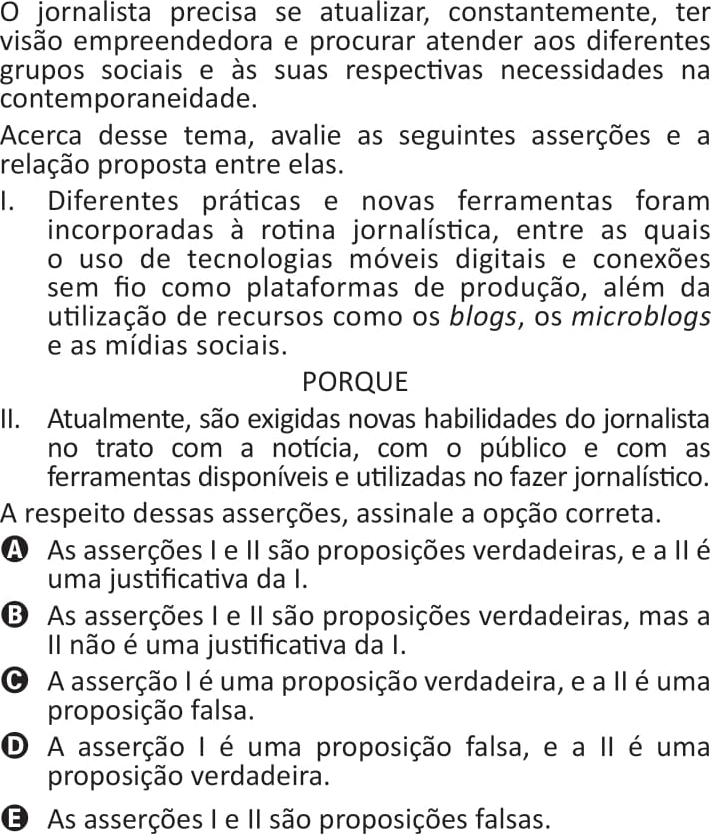 O jornalista precisa se atualizar, constantemente, ter
visão empreendedora e procurar atender aos diferentes
grupos sociais e às suas respectivas necessidades na
contemporaneidade.
Acerca desse tema, avalie as seguintes asserções e a
relação proposta entre elas.
I. Diferentes práticas e novas ferramentas foram
incorporadas à rotina jornalística, entre as quais
o uso de tecnologias móveis digitais e conexões
sem fio como plataformas de produção, além da
utilização de recursos como os blogs, os microblogs
e as mídias sociais.
PORQUE
II. Atualmente, são exigidas novas habilidades do jornalista
no trato com a notícia, com o público e com as
ferramentas disponíveis e utilizadas no fazer jornalístico.
A respeito dessas asserções, assinale a opção correta.
A As asserções I e II são proposições verdadeiras, e a II é
uma justificativa da I.
B As asserções I e II são proposições verdadeiras, mas a
II não é uma justificativa da I.
C A asserção I é uma proposição verdadeira, e a II é uma
proposição falsa.
D A asserção I é uma proposição falsa, e a II é uma
proposição verdadeira.
E As asserções I e II são proposições falsas.